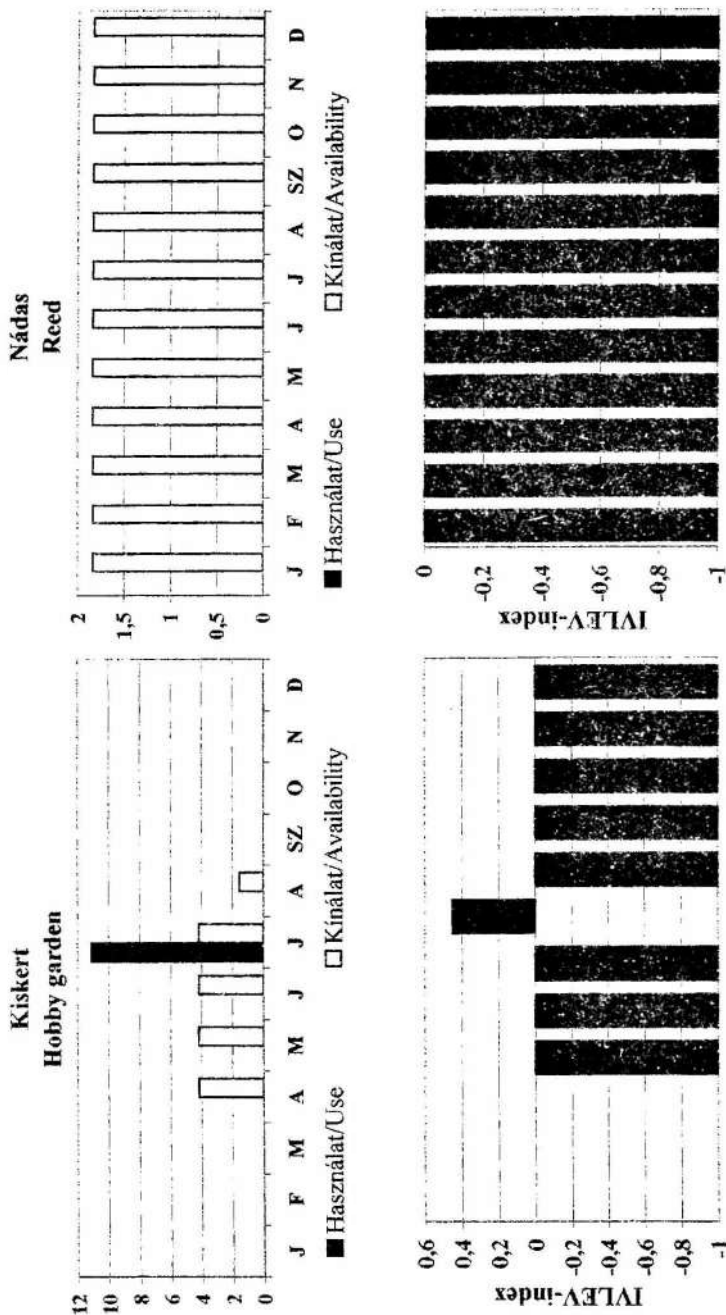 Kiskert
Hobby garden
12
10
8
6
4
2
0
J F M A M J J A SZ O N D
■ Használat/Use □ Kínálat/Availability
0,6
0,4
0,2
0
-0,2
-0,4
-0,6
-0,8
-1
IVLEV-index
Nádas
Reed
2
1,5
1
0,5
0
J F M A M J J A SZ O N D
■ Használat/Use □ Kínálat/Availability
0
-0,2
-0,4
-0,6
-0,8
-1
IVLEV-index